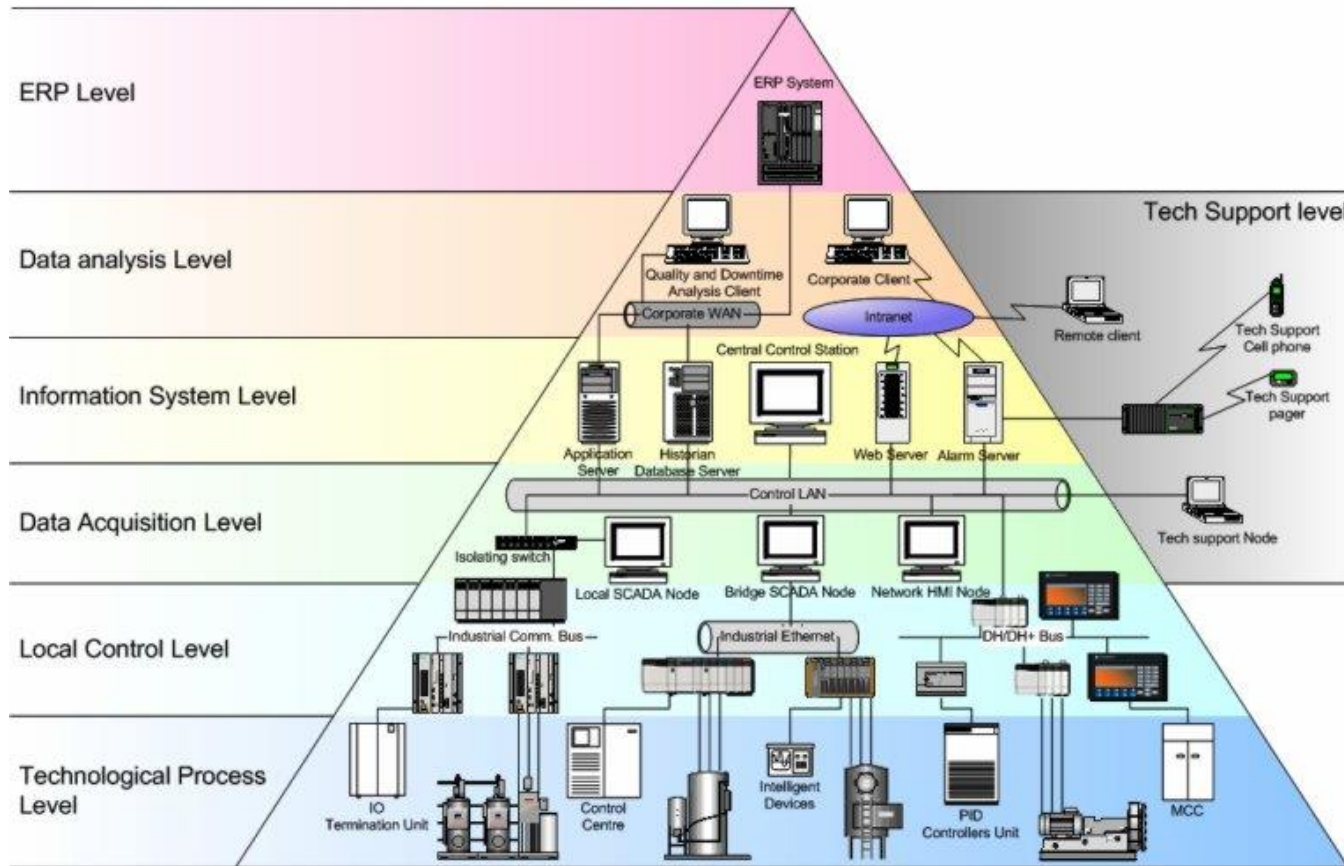 ERP Level
ERP System
Tech Support level
Data analysis Level
Quality and Downtime
Analysis Client
Corporate Client
Corporate WAN
Intranet
Remote client
Tech Support
Cell phone
Information System Level
Central Control Station
Tech Support
pager
Application
Server
Historian
Database Server
Web Server
Alarm Server
Data Acquisition Level
Control LAN
Isolating switch
Tech support Node
Local SCADA Node
Bridge SCADA Node
Network HMI Node
Local Control Level
Industrial Comm. Bus
Industrial Ethernet
DH/DH+ Bus
Technological Process
Level
IO
Termination Unit
Control
Centre
Intelligent
Devices
PID
Controllers Unit
MCC